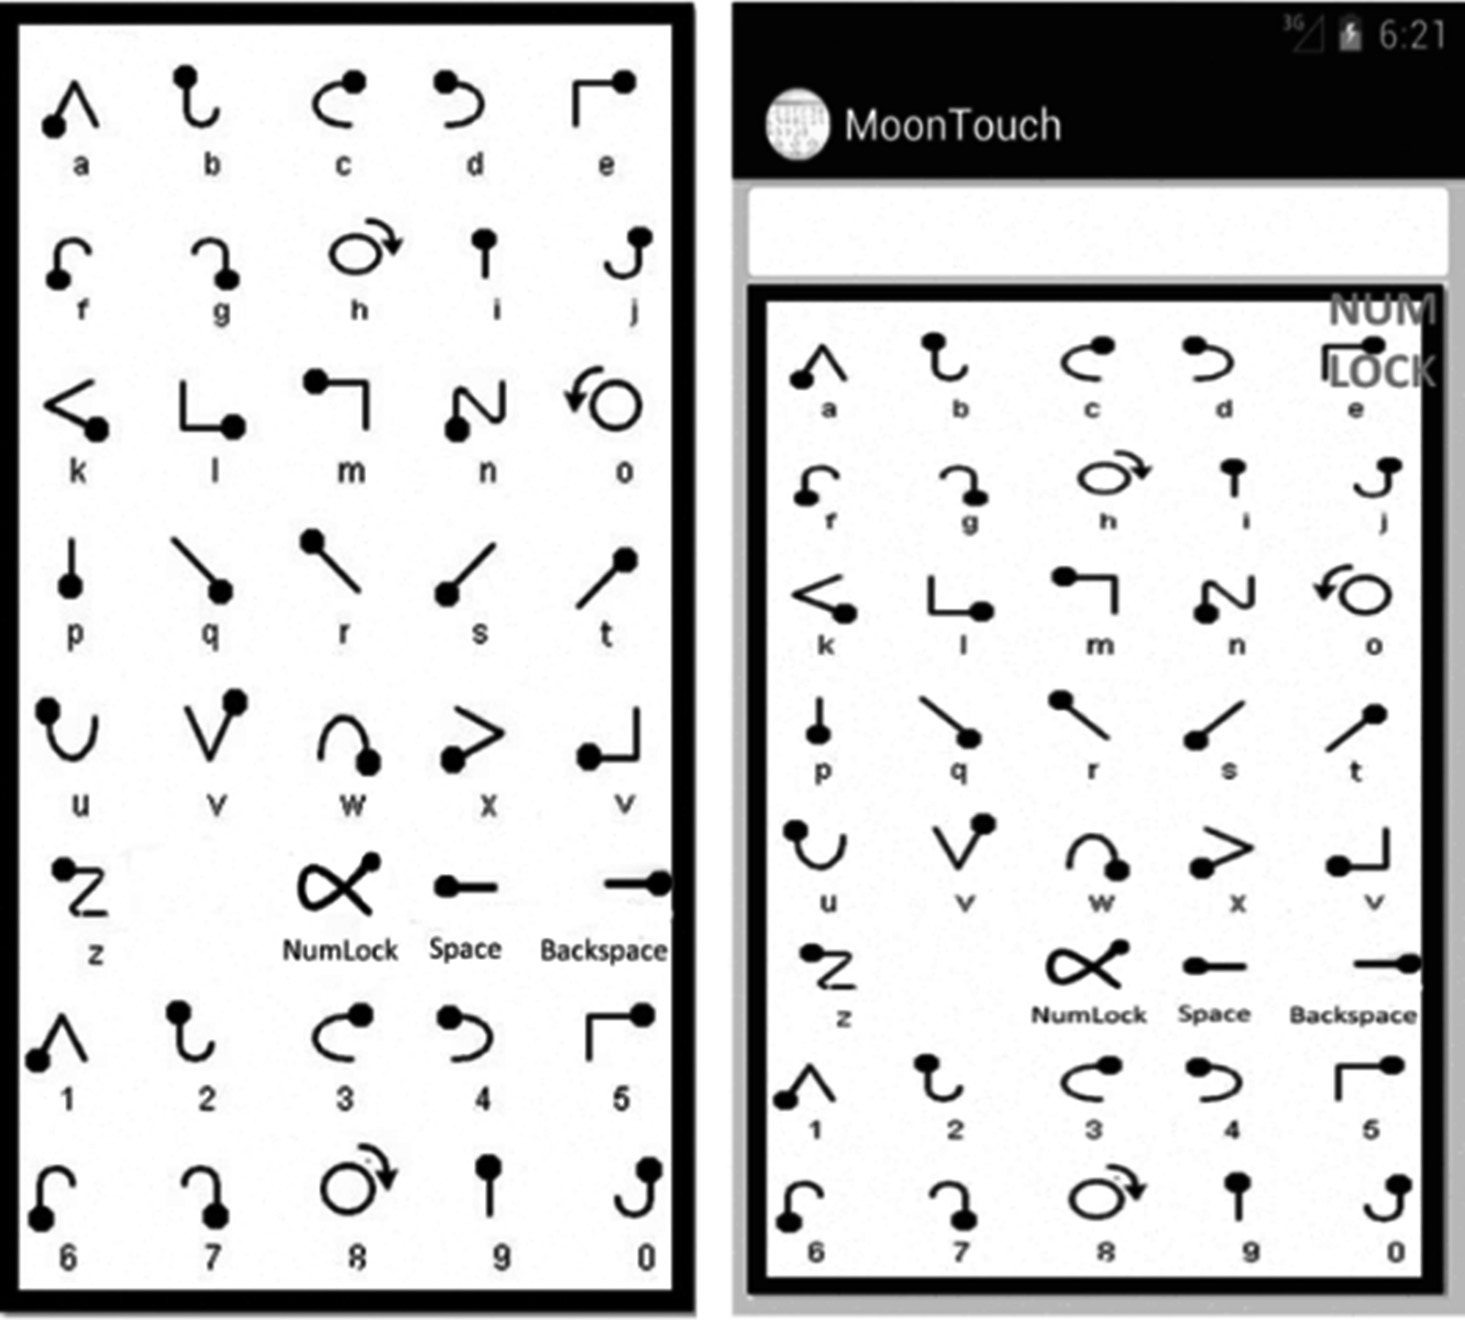 a b c d e
f g h i j
k l m n o
p q r s t
u v w x v
z NumLock Space Backspace
1 2 3 4 5
6 7 8 9 0
3G 6:21
MoonTouch
NUM
LOCK
a b c d e
f g h i j
k l m n o
p q r s t
u v w x v
z NumLock Space Backspace
1 2 3 4 5
6 7 8 9 0